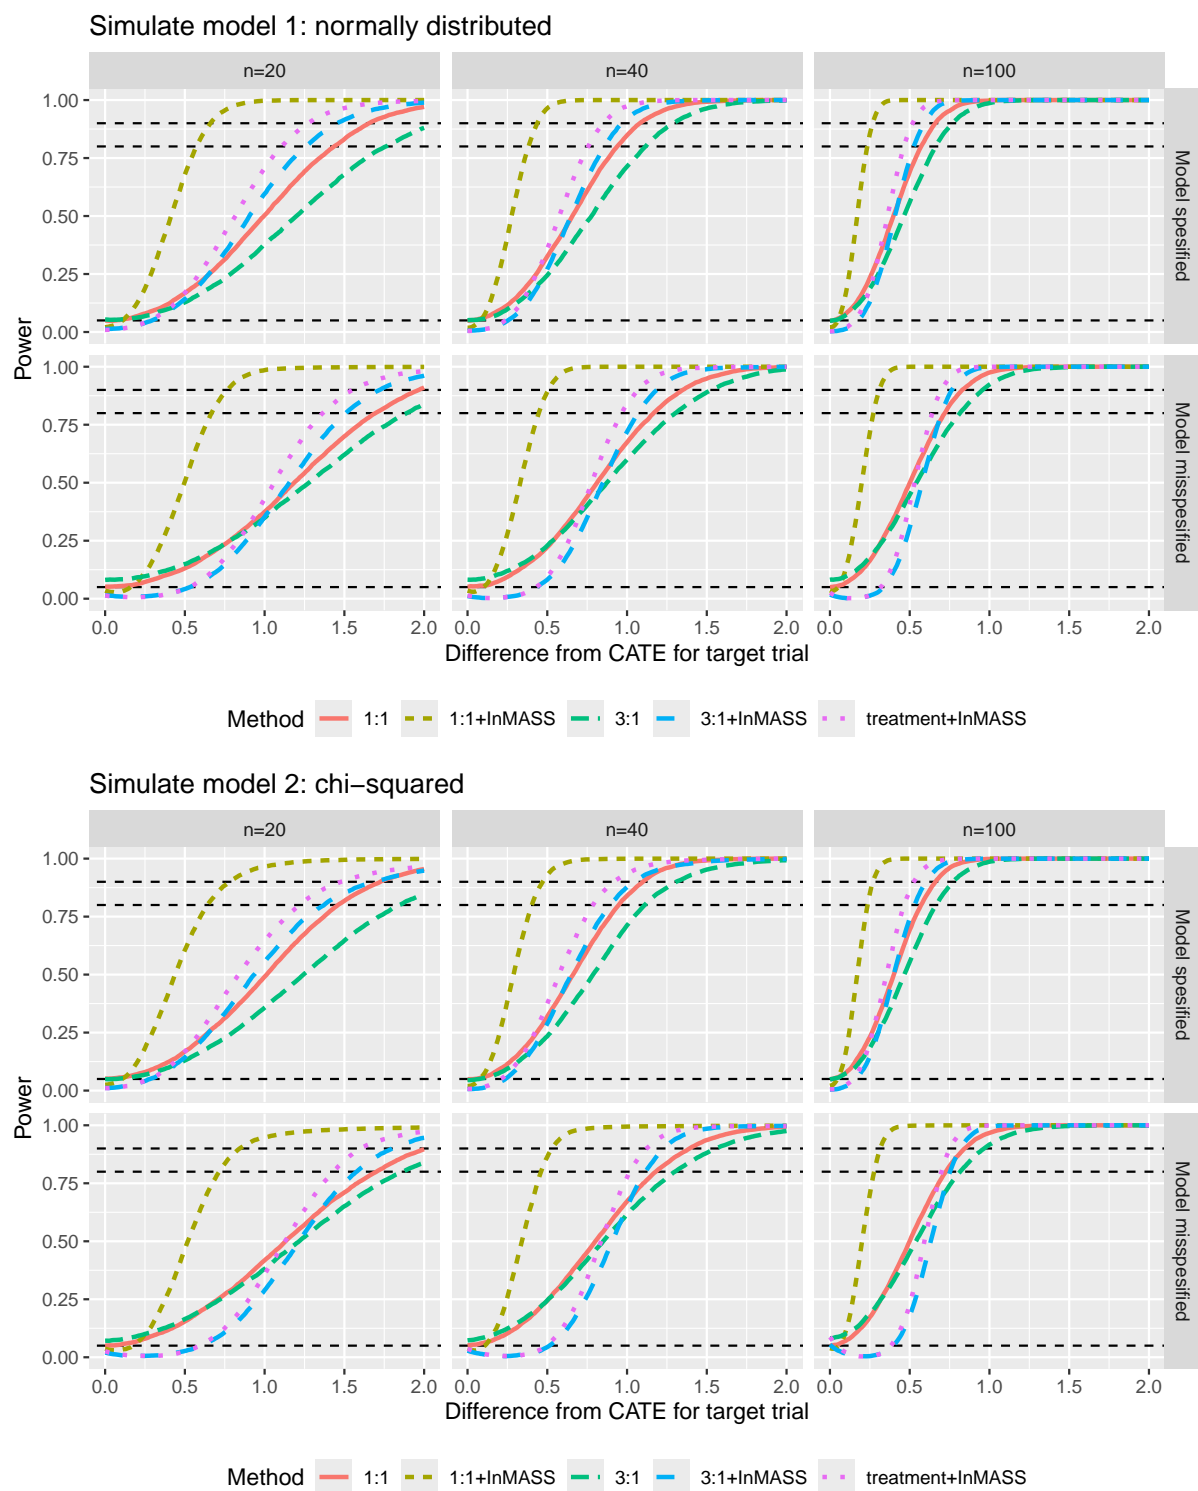 Simulate model 1: normally distributed
n=20 n=40 n=100
1.00
0.75
0.50
0.25
0.00
Model spesified
Power
1.00
0.75
0.50
0.25
0.00
Model misspesified
0.0 0.5 1.0 1.5 2.0 0.0 0.5 1.0 1.5 2.0 0.0 0.5 1.0 1.5 2.0
Difference from CATE for target trial
Method 1:1 1:1+InMASS 3:1 3:1+InMASS treatment+InMASS
Simulate model 2: chi−squared
n=20 n=40 n=100
1.00
0.75
0.50
0.25
0.00
Model spesified
Power
1.00
0.75
0.50
0.25
0.00
Model misspesified
0.0 0.5 1.0 1.5 2.0 0.0 0.5 1.0 1.5 2.0 0.0 0.5 1.0 1.5 2.0
Difference from CATE for target trial
Method 1:1 1:1+InMASS 3:1 3:1+InMASS treatment+InMASS